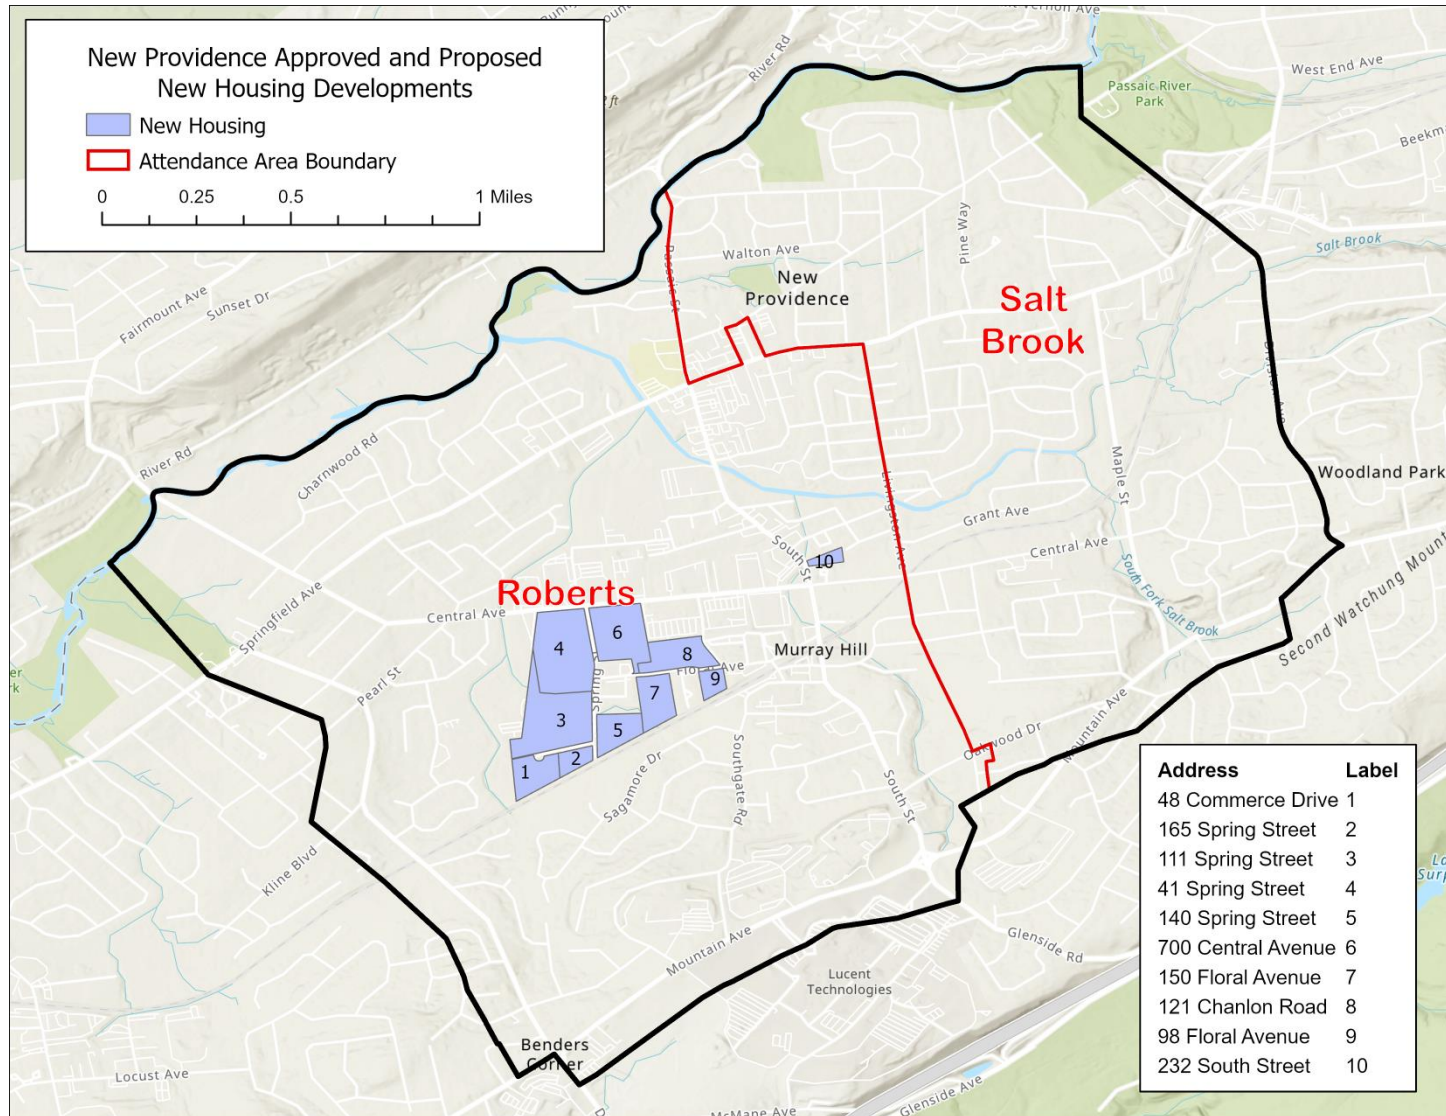 New Providence Approved and Proposed
New Housing Developments
New Housing
Attendance Area Boundary
0 0.25 0.5 1 Miles
River Rd
Vernon Ave
West End Ave
Passaic River
Park
Walton Ave
Pine Way
New
Providence
Passaic St
Salt Brook
Salt
Brook
Fairmount Ave
Sunset Dr
Division Ave
River Rd
Charnwood Rd
Livingston Ave
Maple St
Woodland Park
Grant Ave
Central Ave
South St
10
Roberts
Central Ave
Springfield Ave
South Fork Salt Brook
Second Watchung Mount
4
6
8
Murray Hill
Pearl St
Floral Ave
9
7
3
5
Oakwood Dr
Mountain Ave
1
2
Sagamore Dr
Southgate Rd
South St
Kline Blvd
Address Label
48 Commerce Drive 1
165 Spring Street 2
111 Spring Street 3
41 Spring Street 4
140 Spring Street 5
700 Central Avenue 6
150 Floral Avenue 7
121 Chanlon Road 8
98 Floral Avenue 9
232 South Street 10
Mountain Ave
Glenside Rd
Lucent
Technologies
Benders
Corner
Locust Ave
Glenside Ave
McMane Ave